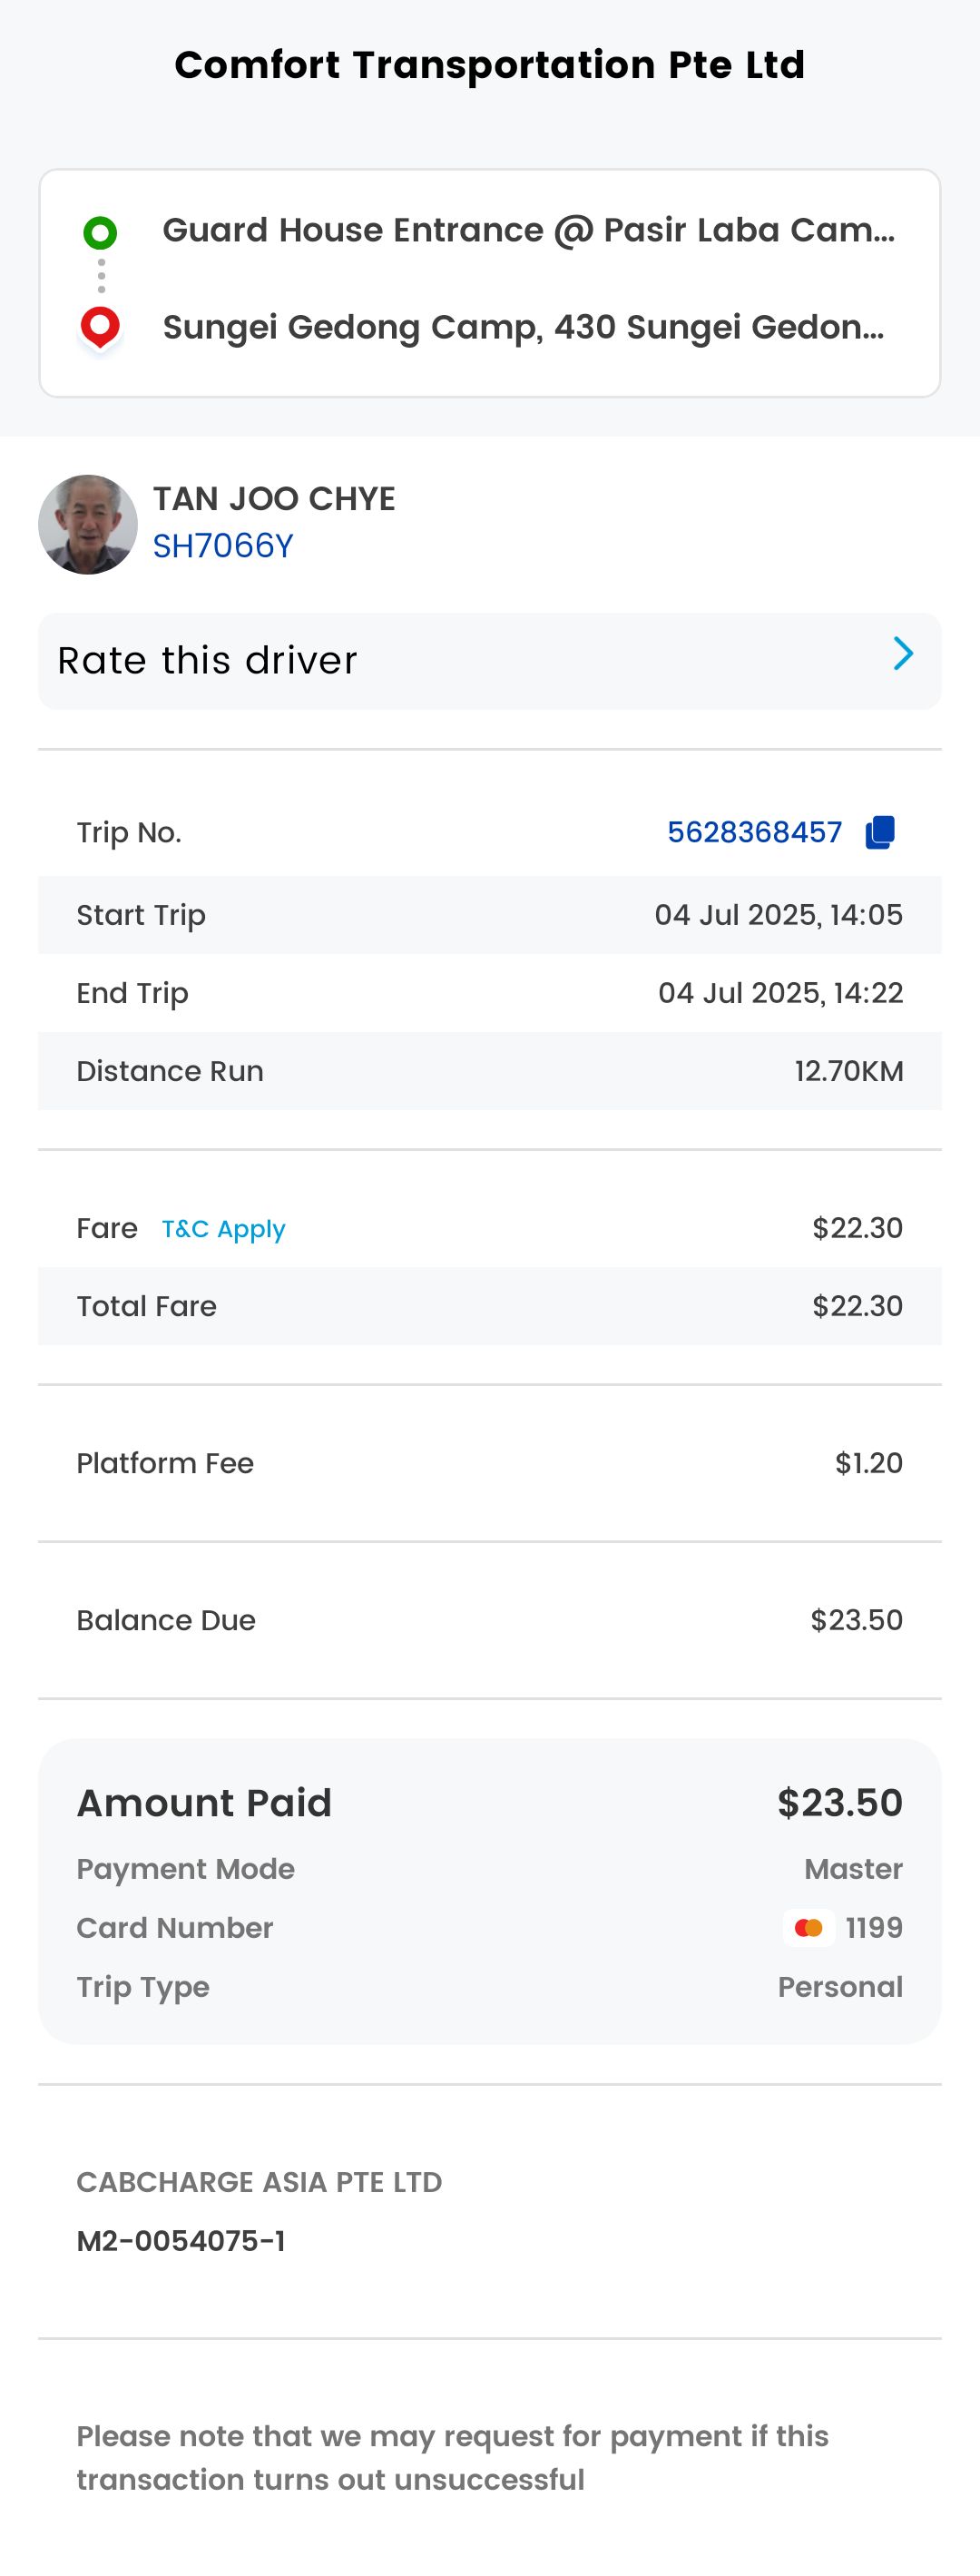 Comfort Transportation Pte Ltd
Guard House Entrance @ Pasir Laba Cam...
Sungei Gedong Camp, 430 Sungei Gedon...
TAN JOO CHYE
SH7066Y
Rate this driver
Trip No. 5628368457
Start Trip 04 Jul 2025, 14:05
End Trip 04 Jul 2025, 14:22
Distance Run 12.70KM
Fare T&C Apply $22.30
Total Fare $22.30
Platform Fee $1.20
Balance Due $23.50
Amount Paid $23.50
Payment Mode Master
Card Number 1199
Trip Type Personal
CABCHARGE ASIA PTE LTD
M2-0054075-1
Please note that we may request for payment if this
transaction turns out unsuccessful